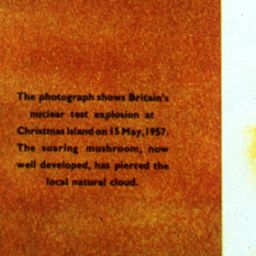 The photograph shows Britain's
nuclear test explosion at
Christmas Island on 15 May, 1957.
The soaring mushroom, now
well developed, has pierced the
local natural cloud.